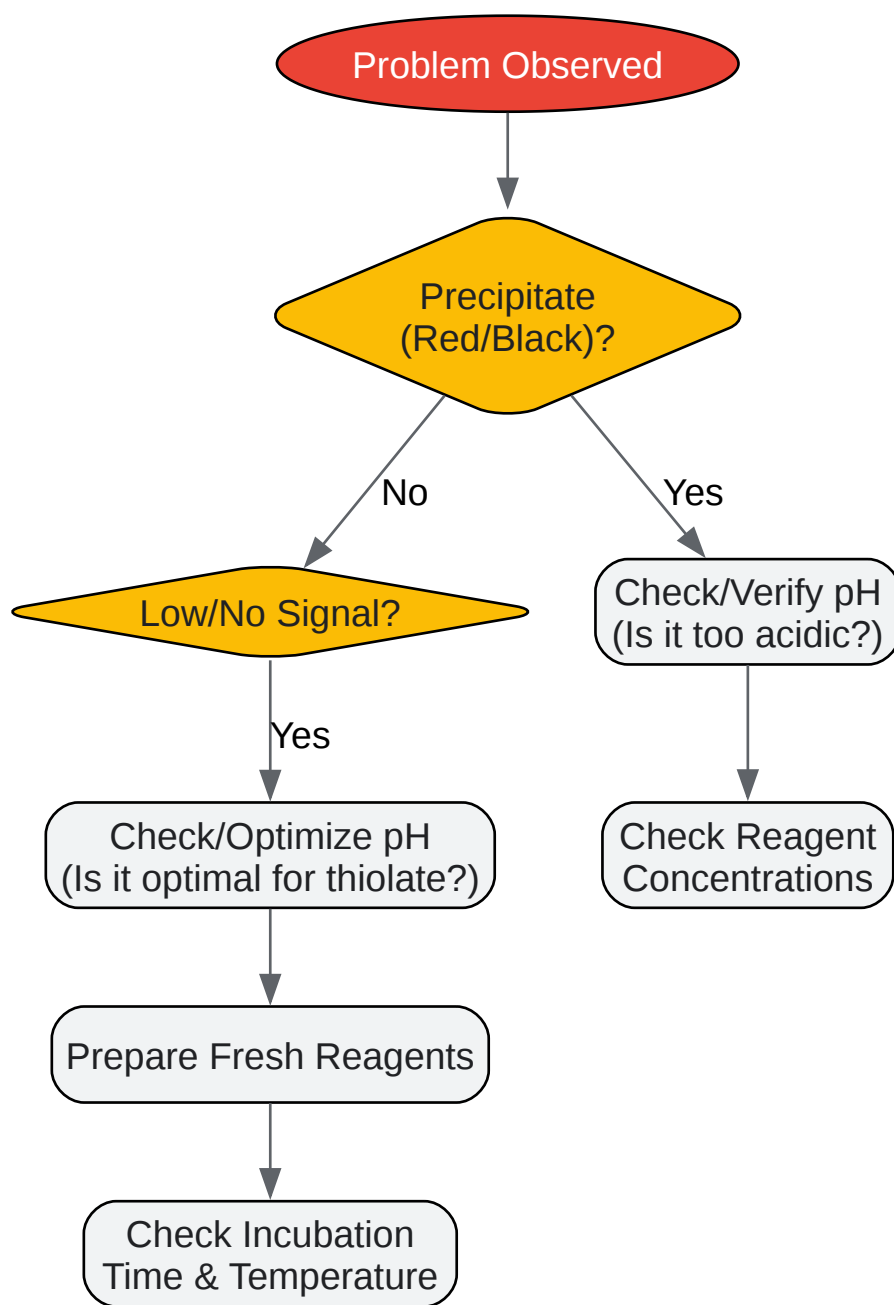 Problem Observed
Precipitate
(Red/Black)?
No
Yes
Low/No Signal?
Check/Verify pH
(Is it too acidic?)
Yes
Check/Optimize pH
(Is it optimal for thiolate?)
Check Reagent
Concentrations
Prepare Fresh Reagents
Check Incubation
Time & Temperature